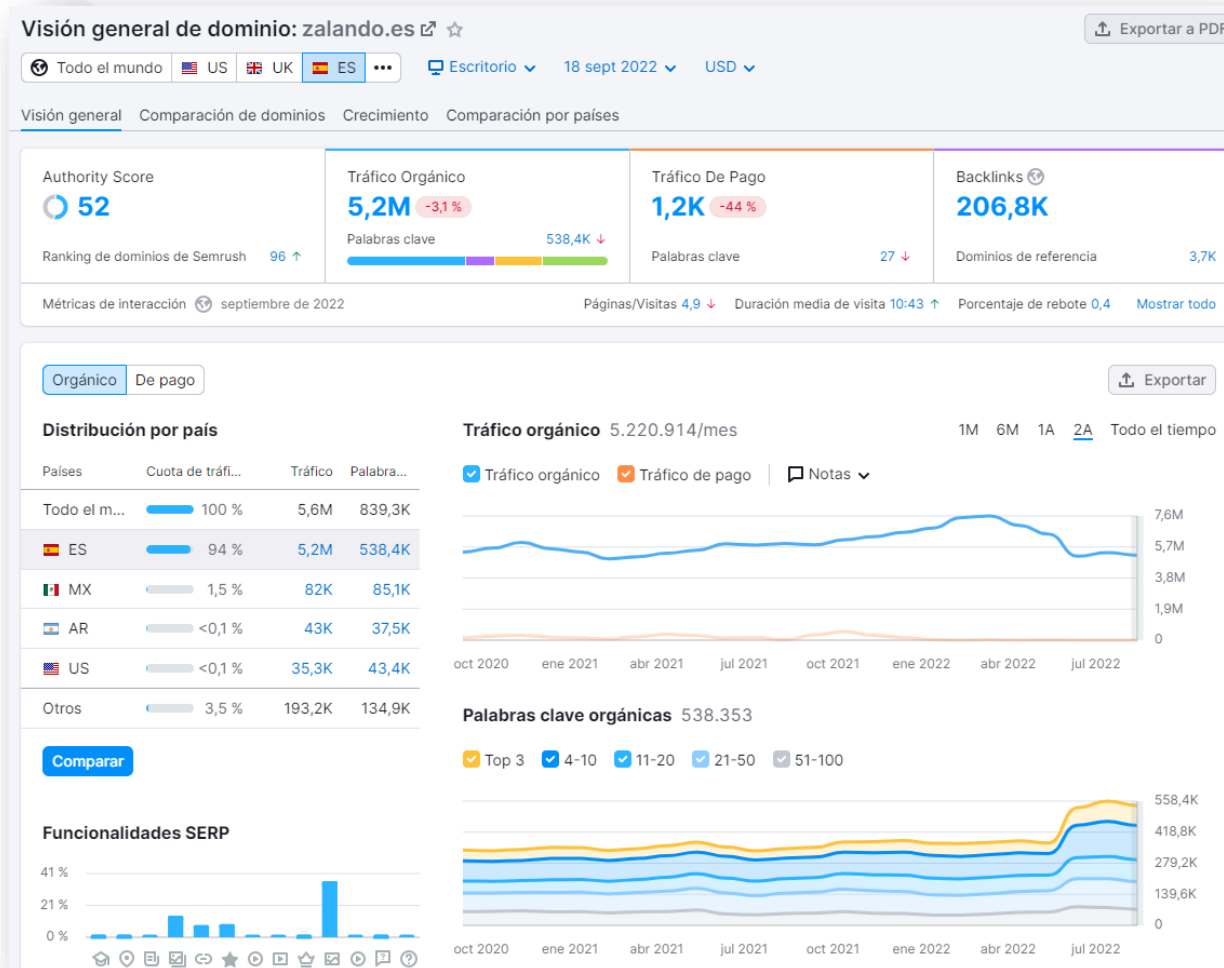 Visión general de dominio: zalando.es
Exportar a PDF
Todo el mundo US UK ES ••• Escritorio 18 sept 2022 USD
Visión general Comparación de dominios Crecimiento Comparación por países
Authority Score
52
Ranking de dominios de Semrush 96 ↑
Tráfico Orgánico
5,2M -3,1 %
Palabras clave 538,4K ↓
Tráfico De Pago
1,2K -44 %
Palabras clave 27 ↓
Backlinks
206,8K
Dominios de referencia 3,7K
Métricas de interacción septiembre de 2022 Páginas/Visitas 4,9 ↓ Duración media de visita 10:43 ↑ Porcentaje de rebote 0,4 Mostrar todo
Orgánico De pago
Exportar
Distribución por país
Países Cuota de tráfi... Tráfico Palabra...
Todo el m... 100 % 5,6M 839,3K
ES 94 % 5,2M 538,4K
MX 1,5 % 82K 85,1K
AR <0,1 % 43K 37,5K
US <0,1 % 35,3K 43,4K
Otros 3,5 % 193,2K 134,9K
Comparar
Funcionalidades SERP
41 %
21 %
0 %
Tráfico orgánico 5.220.914/mes
1M 6M 1A 2A Todo el tiempo
Tráfico orgánico Tráfico de pago Notas
7,6M
5,7M
3,8M
1,9M
0
oct 2020 ene 2021 abr 2021 jul 2021 oct 2021 ene 2022 abr 2022 jul 2022
Palabras clave orgánicas 538.353
Top 3 4-10 11-20 21-50 51-100
558,4K
418,8K
279,2K
139,6K
0
oct 2020 ene 2021 abr 2021 jul 2021 oct 2021 ene 2022 abr 2022 jul 2022